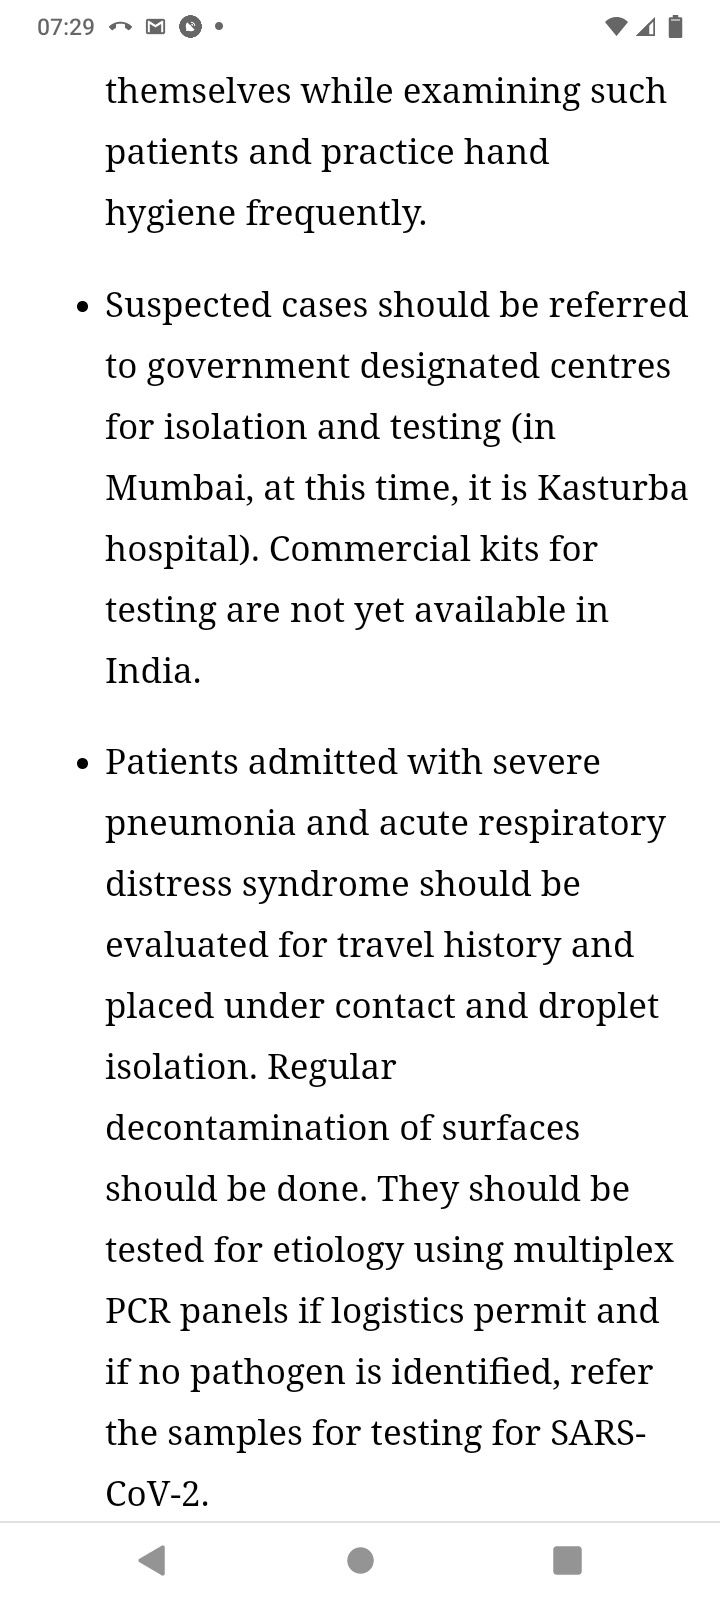 07:29
themselves while examining such
patients and practice hand
hygiene frequently.
• Suspected cases should be referred
to government designated centres
for isolation and testing (in
Mumbai, at this time, it is Kasturba
hospital). Commercial kits for
testing are not yet available in
India.
• Patients admitted with severe
pneumonia and acute respiratory
distress syndrome should be
evaluated for travel history and
placed under contact and droplet
isolation. Regular
decontamination of surfaces
should be done. They should be
tested for etiology using multiplex
PCR panels if logistics permit and
if no pathogen is identified, refer
the samples for testing for SARS-
CoV-2.